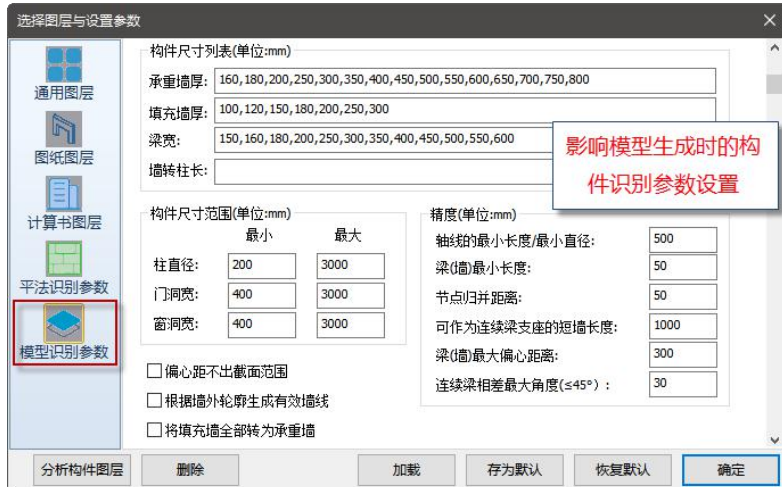 选择图层与设置参数
通用图层
图纸图层
计算书图层
平法识别参数
模型识别参数
构件尺寸列表(单位:mm)
承重墙厚: 160,180,200,250,300,350,400,450,500,550,600,650,700,750,800
填充墙厚: 100,120,150,180,200,250,300
梁宽: 150,160,180,200,250,300,350,400,450,500,550,600
墙转柱长:
影响模型生成时的构
件识别参数设置
构件尺寸范围(单位:mm)
最小 最大
柱直径: 200 3000
门洞宽: 400 3000
窗洞宽: 400 3000
精度(单位:mm)
轴线的最小长度/最小直径: 500
梁(墙)最小长度: 50
节点归并距离: 50
可作为连续梁支座的短墙长度: 1000
梁(墙)最大偏心距离: 300
连续梁相差最大角度(≤45°): 30
偏心距不出截面范围
根据墙外轮廓生成有效墙线
将填充墙全部转为承重墙
分析构件图层 删除 加载 存为默认 恢复默认 确定